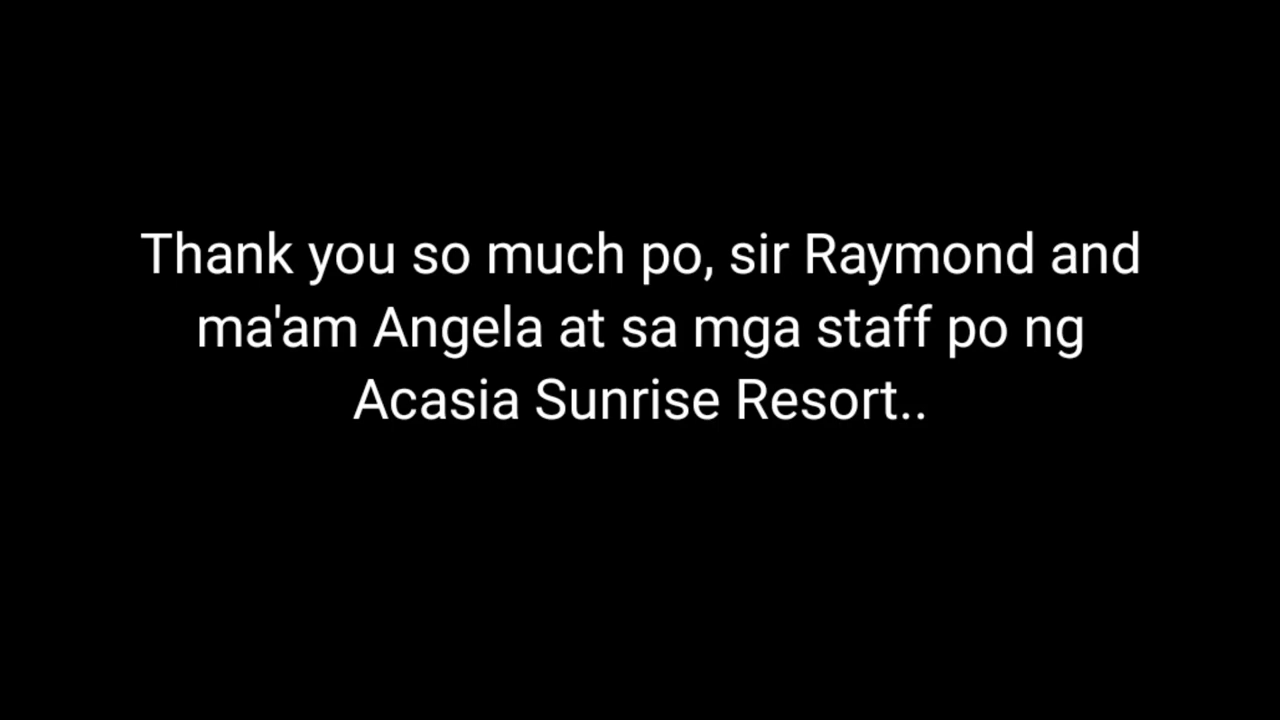 Thank you so much po, sir Raymond and
ma'am Angela at sa mga staff po ng
Acasia Sunrise Resort..